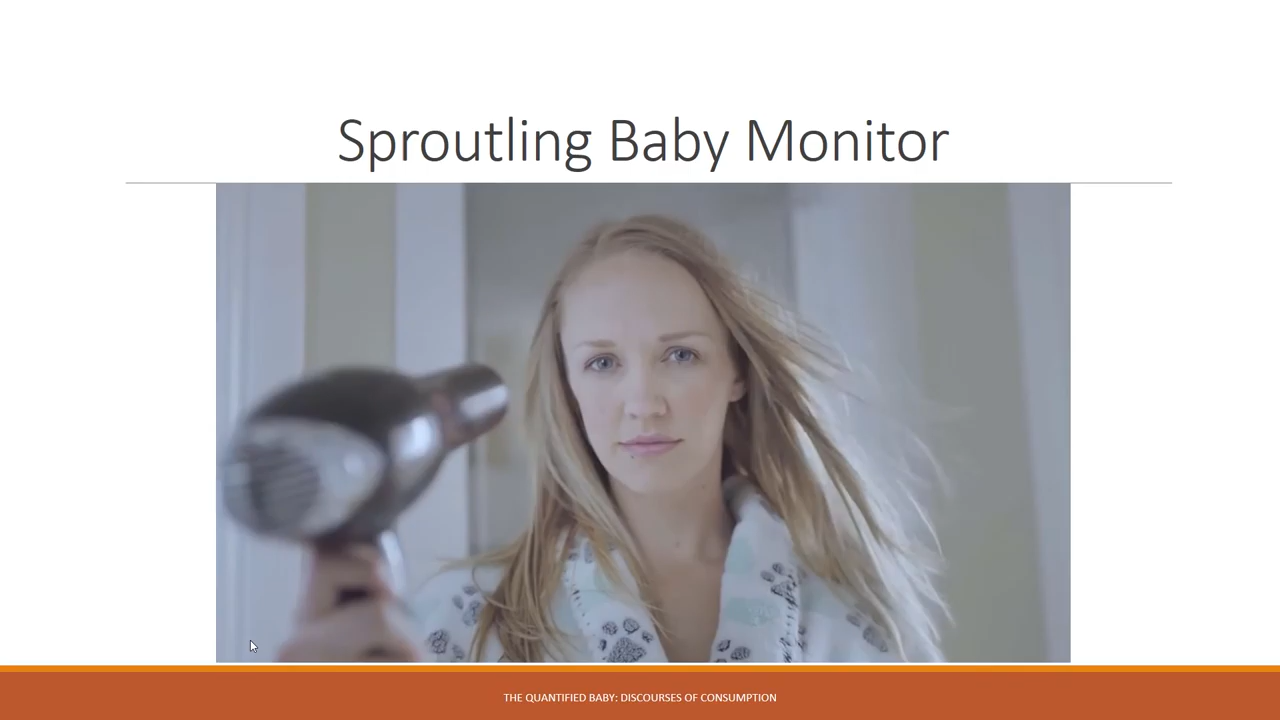 Sproutling Baby Monitor
THE QUANTIFIED BABY: DISCOURSES OF CONSUMPTION